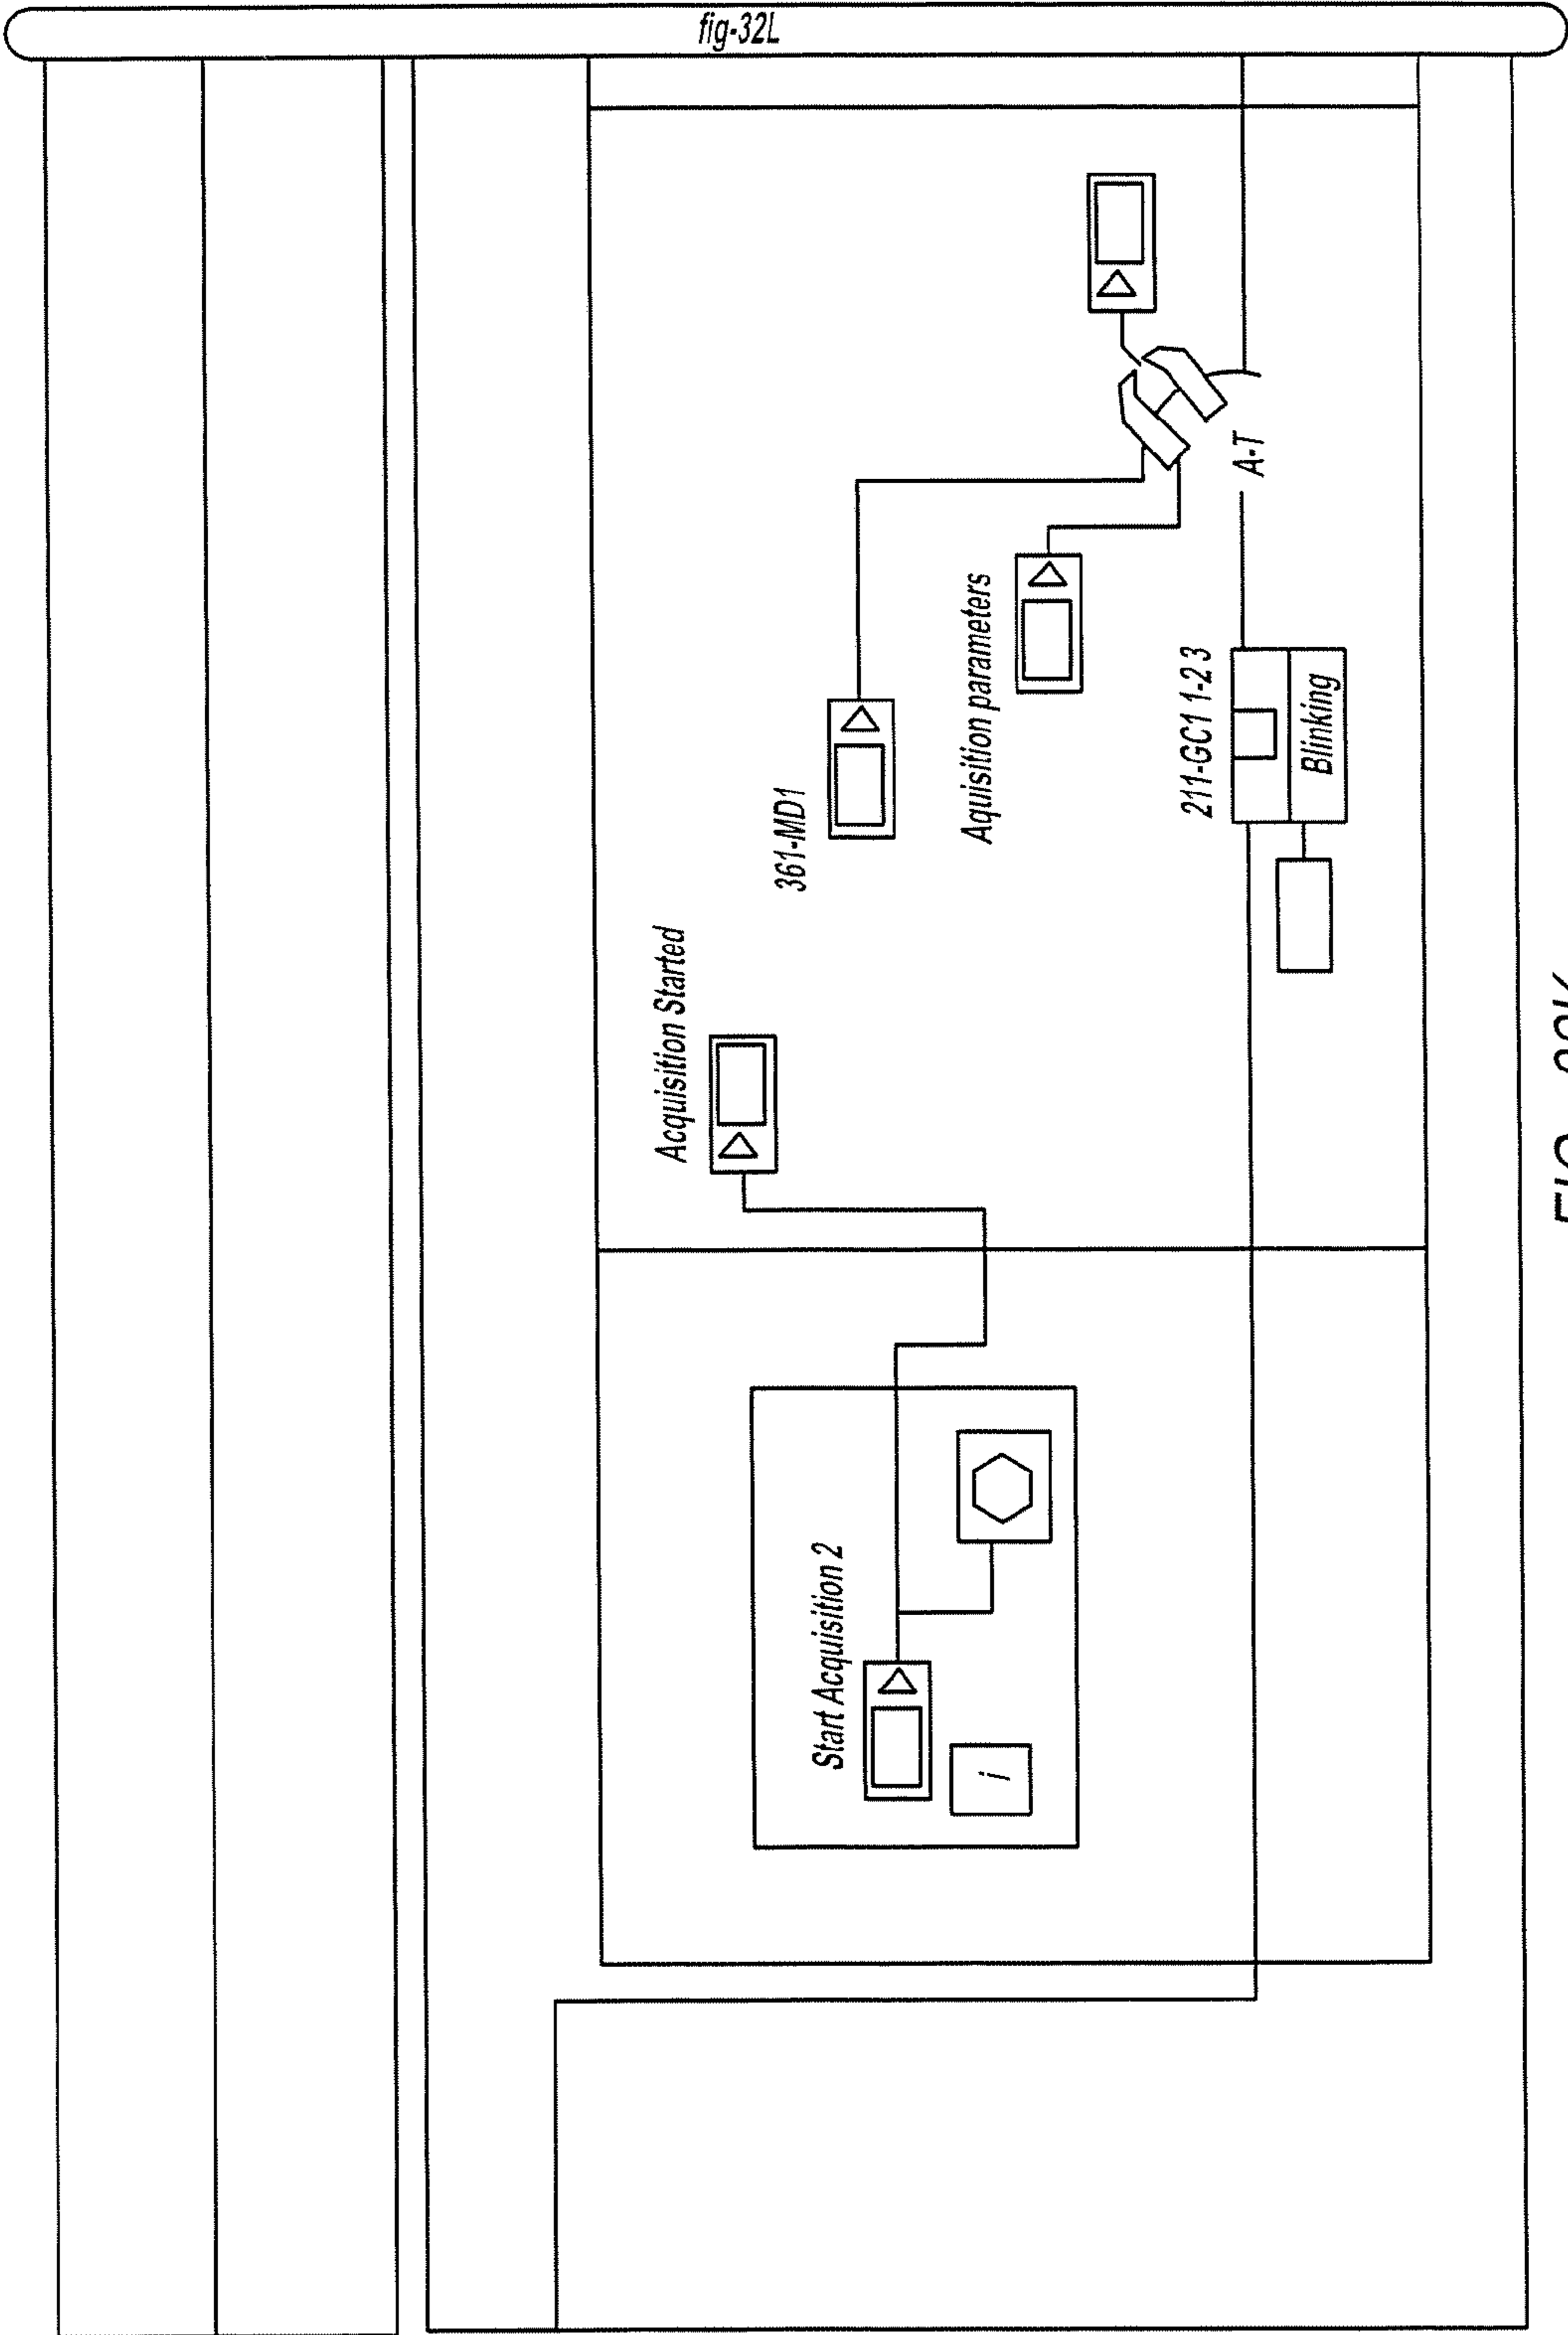 fig-32L
Acquisition Started
361-MD1
Start Acquisition 2
Aquisition parameters
i
211-GC1 1-2 3
A-T
Blinking